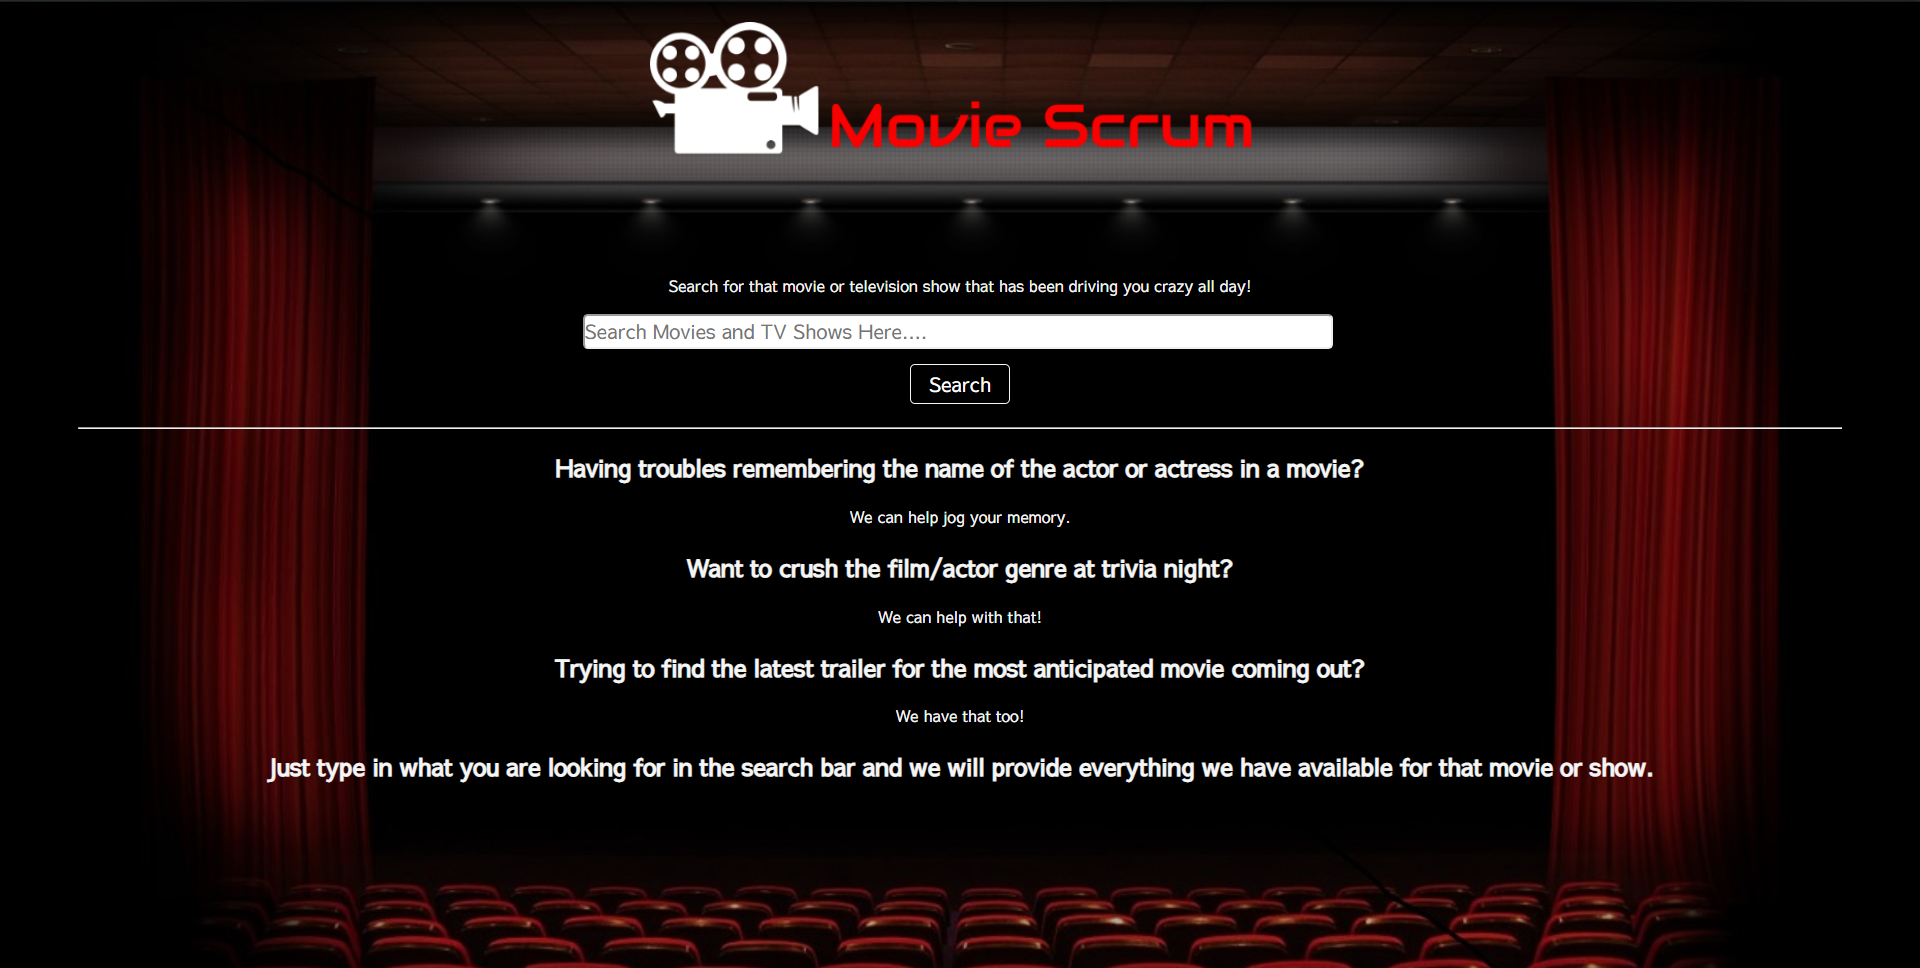 Movie Scrum
Search for that movie or television show that has been driving you crazy all day!
Search Movies and TV Shows Here....
Search
Having troubles remembering the name of the actor or actress in a movie?
We can help jog your memory.
Want to crush the film/actor genre at trivia night?
We can help with that!
Trying to find the latest trailer for the most anticipated movie coming out?
We have that too!
Just type in what you are looking for in the search bar and we will provide everything we have available for that movie or show.